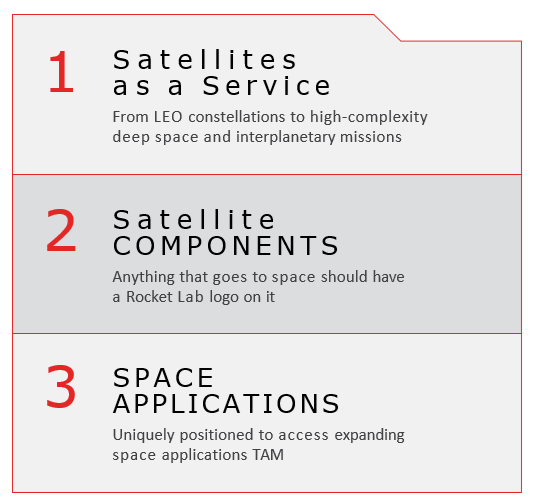 1
Satellites
as a Service
From LEO constellations to high-complexity
deep space and interplanetary missions
2
Satellite
COMPONENTS
Anything that goes to space should have
a Rocket Lab logo on it
3
SPACE
APPLICATIONS
Uniquely positioned to access expanding
space applications TAM